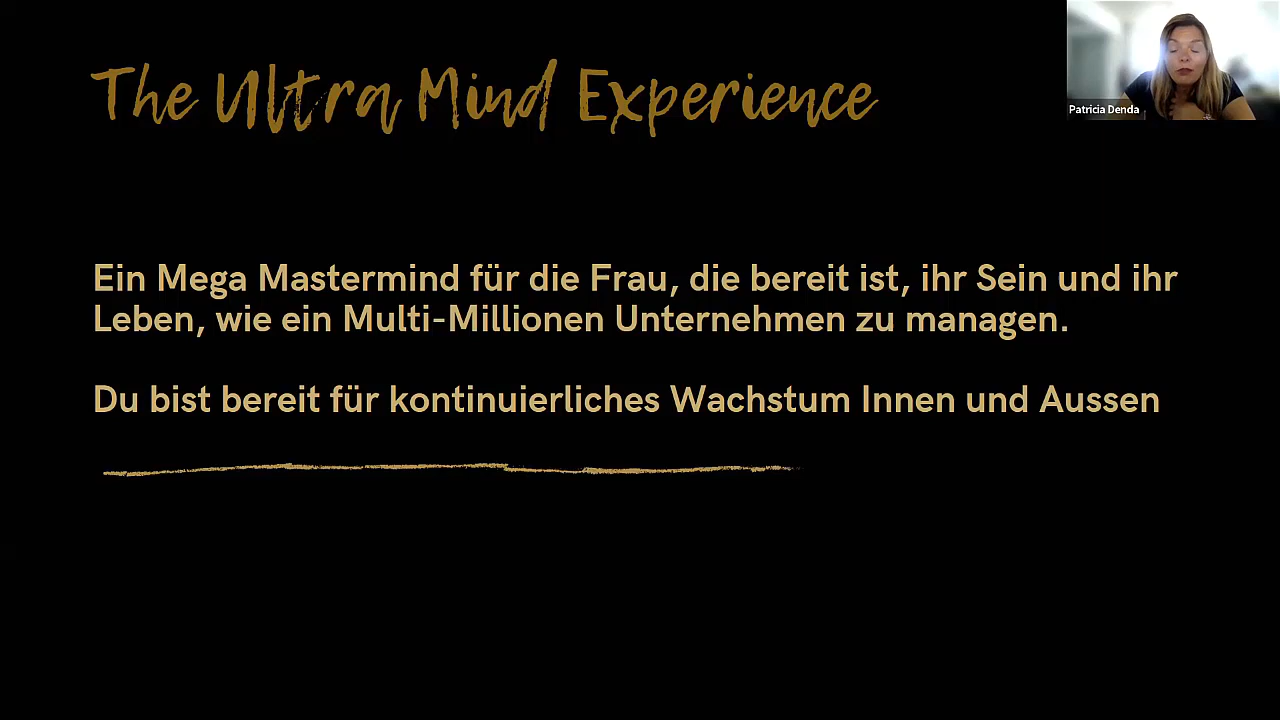 The Ultra Mind Experience
Patricia Denda
Ein Mega Mastermind für die Frau, die bereit ist, ihr Sein und ihr
Leben, wie ein Multi-Millionen Unternehmen zu managen.
Du bist bereit für kontinuierliches Wachstum Innen und Aussen